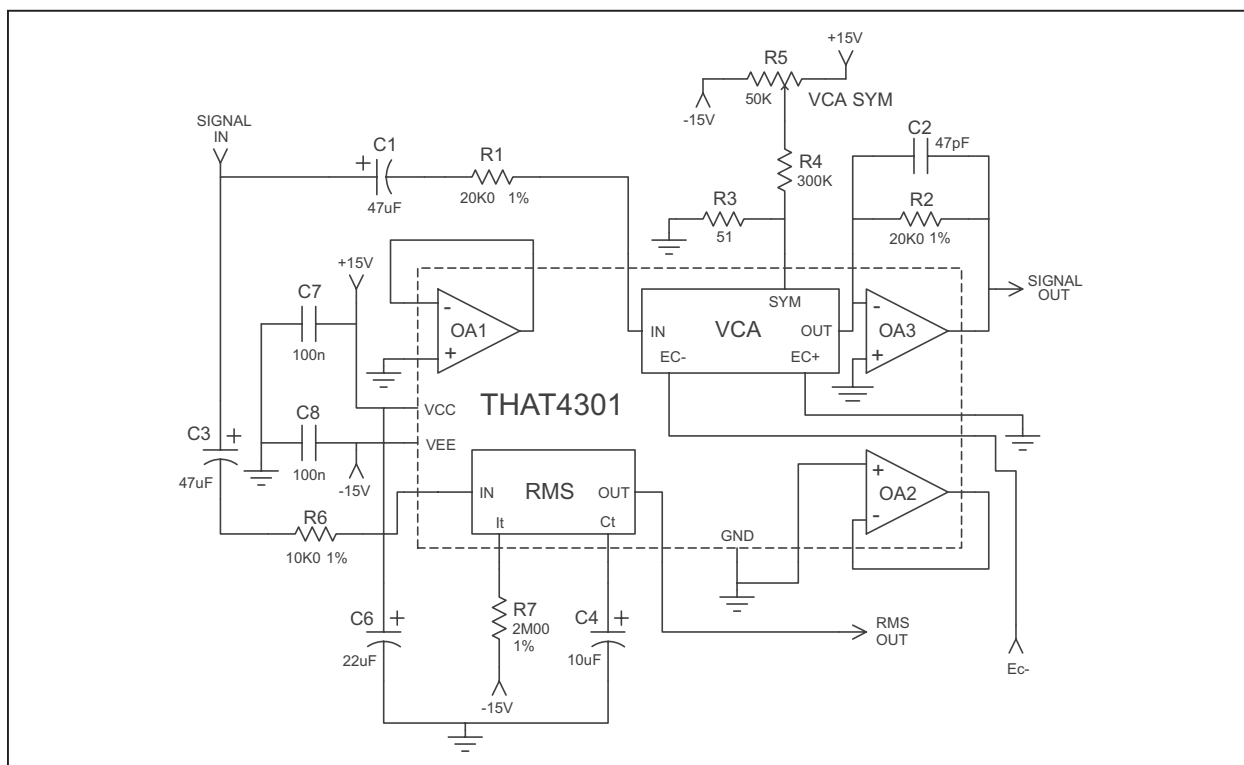 +15V
R5
50K
VCA SYM
-15V
SIGNAL
IN
C1
+
47uF
R1
20K0 1%
R4
300K
R3
51
C2
47pF
R2
20K0 1%
+15V
C7
100n
C8
100n
-15V
-
OA1
+
VCC
VEE
THAT4301
SYM
IN
VCA
OUT
EC-
EC+
-
OA3
+
SIGNAL
OUT
C3
+
47uF
R6
10K0 1%
IN
RMS
OUT
It
Ct
GND
+
OA2
-
C6
+
22uF
R7
2M00
1%
-15V
C4
+
10uF
RMS
OUT
Ec-